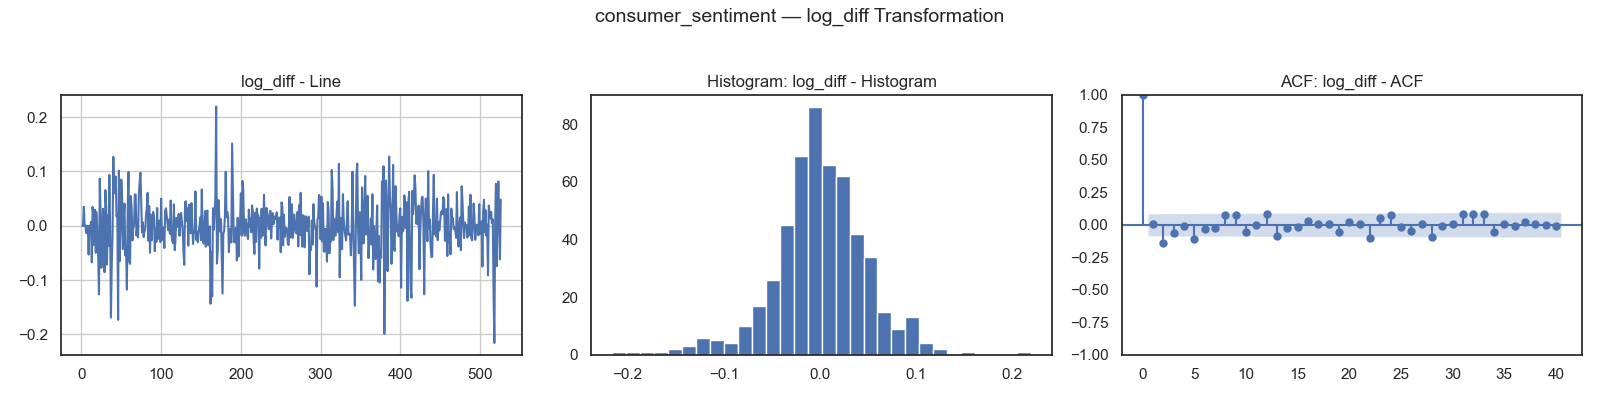 consumer_sentiment — log_diff Transformation
log_diff - Line
0.2
0.1
0.0
−0.1
−0.2
0 100 200 300 400 500
Histogram: log_diff - Histogram
80
60
40
20
0
−0.2 −0.1 0.0 0.1 0.2
ACF: log_diff - ACF
1.00
0.75
0.50
0.25
0.00
−0.25
−0.50
−0.75
−1.00
0 5 10 15 20 25 30 35 40